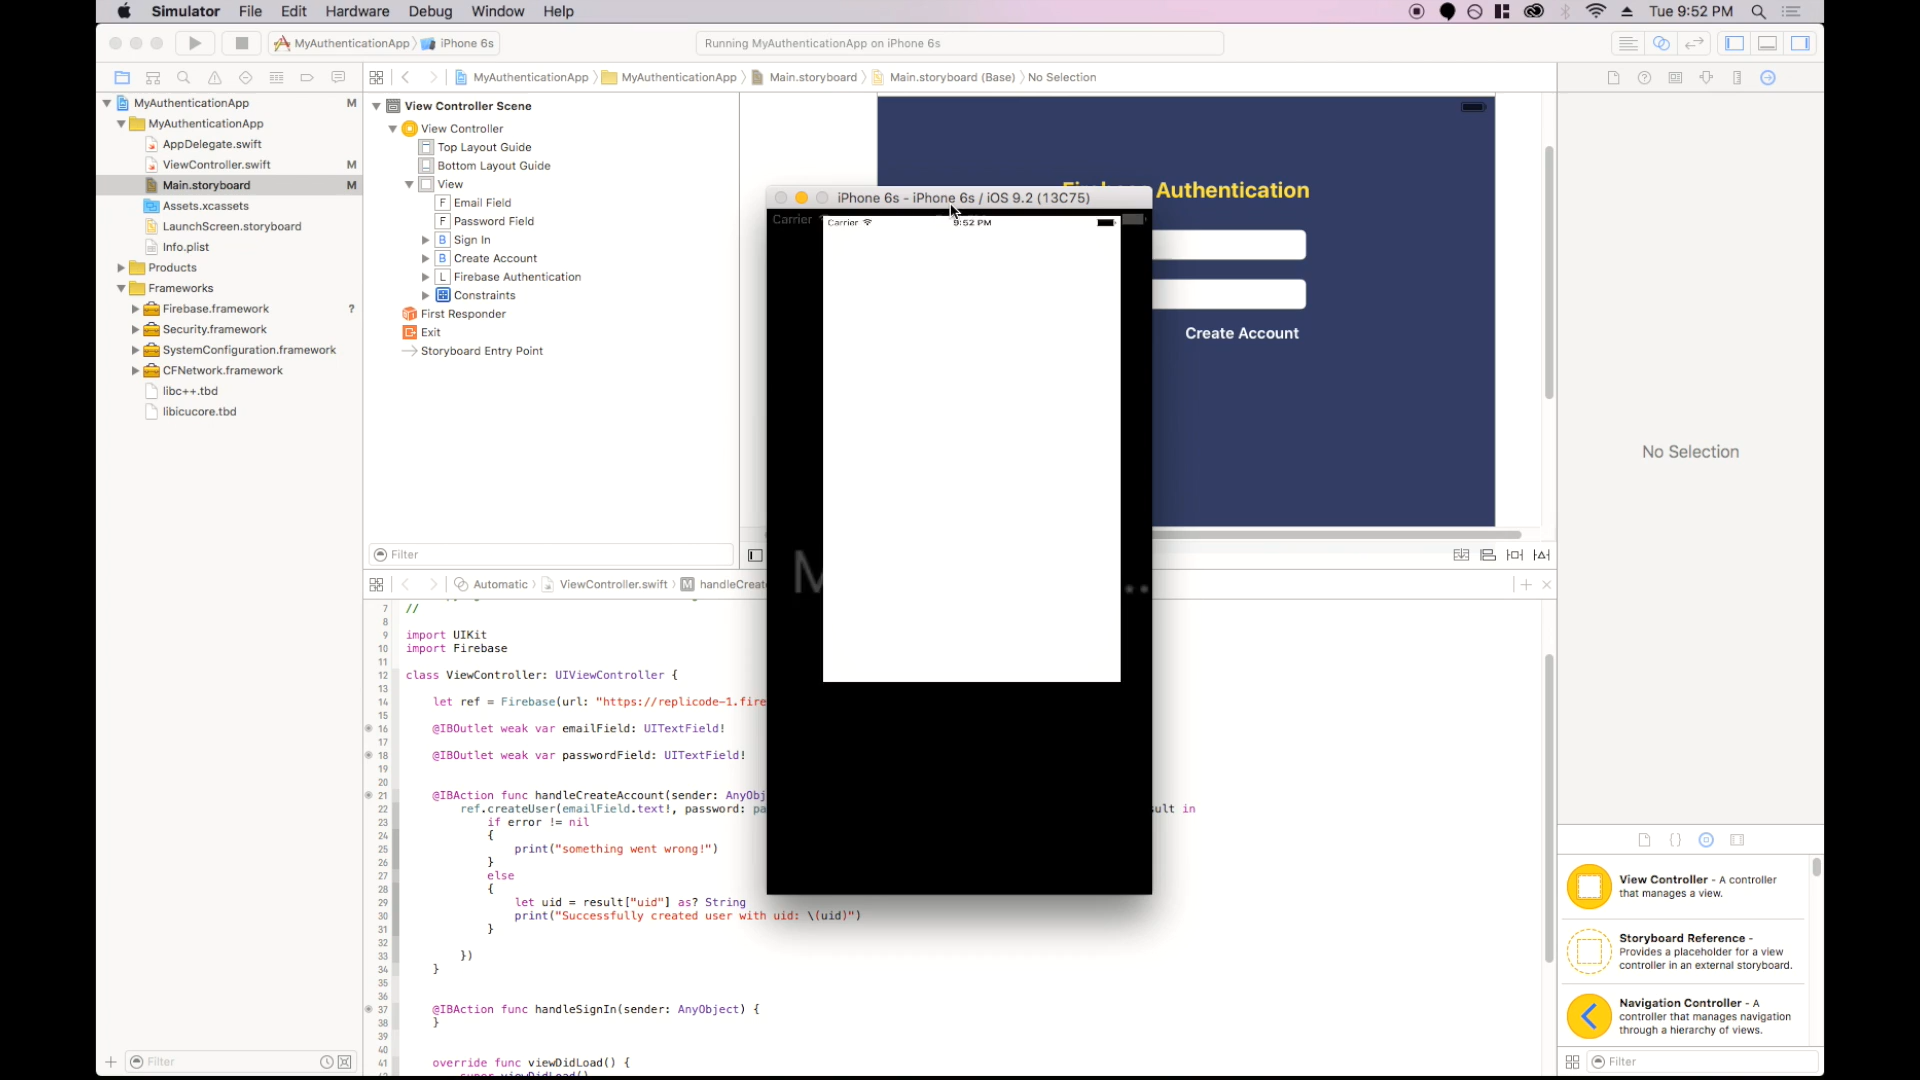 Simulator File Edit Hardware Debug Window Help
Tue 9:52 PM
MyAuthenticationApp iPhone 6s
Running MyAuthenticationApp on iPhone 6s
MyAuthenticationApp MyAuthenticationApp Main.storyboard Main.storyboard (Base) No Selection
MyAuthenticationApp M
MyAuthenticationApp
AppDelegate.swift
ViewController.swift M
Main.storyboard M
Assets.xcassets
LaunchScreen.storyboard
Info.plist
Products
Frameworks
Firebase.framework ?
Security.framework
SystemConfiguration.framework
CFNetwork.framework
libc++.tbd
libicucore.tbd
Filter
View Controller Scene
View Controller
Top Layout Guide
Bottom Layout Guide
View
F Email Field
F Password Field
B Sign In
B Create Account
L Firebase Authentication
Constraints
First Responder
Exit
Storyboard Entry Point
Filter
Authentication
Create Account
iPhone 6s - iPhone 6s / iOS 9.2 (13C75)
Carrier
Carrier 9:52 PM
M ..
No Selection
Automatic ViewController.swift M handleCreat
7 //
8
9 import UIKit
10 import Firebase
11
12 class ViewController: UIViewController {
13
14 let ref = Firebase(url: "https://replicode-1.fire
15
16 @IBOutlet weak var emailField: UITextField!
17
18 @IBOutlet weak var passwordField: UITextField!
19
20
21 @IBAction func handleCreateAccount(sender: AnyObj
22 ref.createUser(emailField.text!, password: pa sult in
23 if error != nil
24 {
25 print("something went wrong!")
26 }
27 else
28 {
29 let uid = result["uid"] as? String
30 print("Successfully created user with uid: \(uid)")
31 }
32
33 })
34 }
35
36
37 @IBAction func handleSignIn(sender: AnyObject) {
38 }
39
40
41 override func viewDidLoad() {
super.viewDidLoad()
View Controller - A controller
that manages a view.
Storyboard Reference -
Provides a placeholder for a view
controller in an external storyboard.
Navigation Controller - A
controller that manages navigation
through a hierarchy of views.
Filter